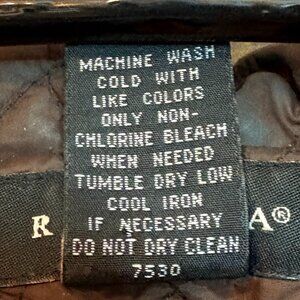 MACHINE WASH
COLD WITH
LIKE COLORS
ONLY NON-
CHLORINE BLEACH
WHEN NEEDED
TUMBLE DRY LOW
COOL IRON
IF NECESSARY
DO NOT DRY CLEAN
7530
R
A®